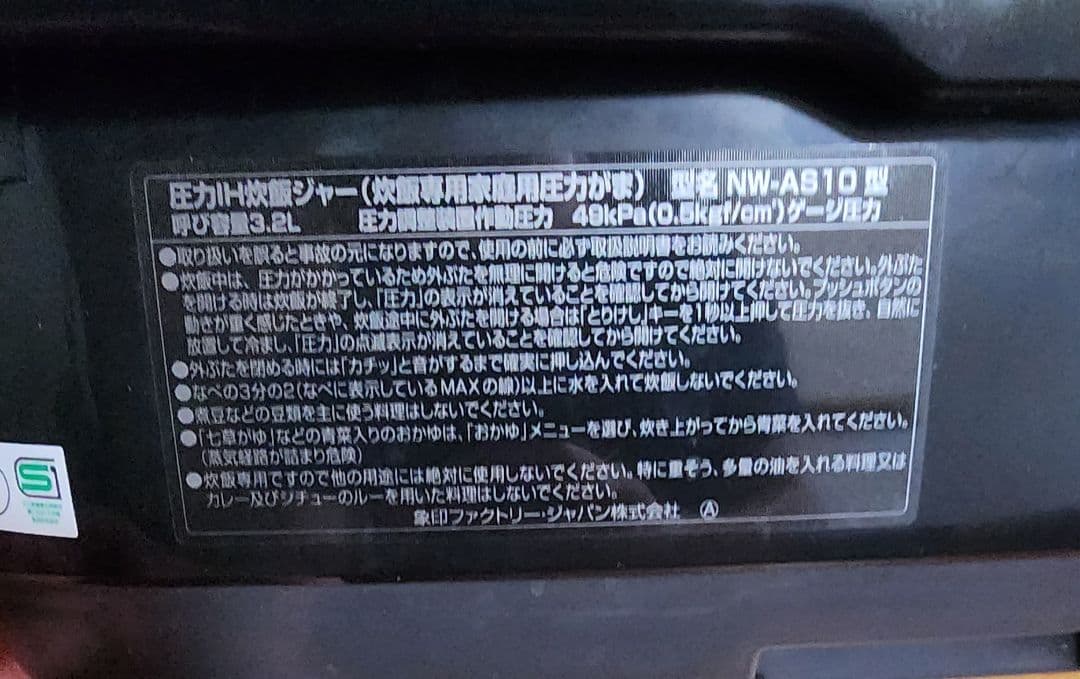 圧力IH炊飯ジャー(炊飯専用家庭用圧力がま) 型名 NW-AS10 型
呼び容量3.2L 圧力調整装置作動圧力 49kPa(0.5kgf/cm²)ゲージ圧力
●取り扱いを誤ると事故の元になりますので、使用の前に必ず取扱説明書をお読みください。
●炊飯中は、圧力がかかっているため外ぶたを無理に開けると危険ですので絶対に開けないでください。外ぶた
を開ける時は炊飯が終了し、「圧力」の表示が消えていることを確認してから開けてください。プッシュボタンの
動きが重く感じたときや、炊飯途中に外ぶたを開ける場合は「とりけし」キーを1秒以上押して圧力を抜き、自然に
放置して冷まし、「圧力」の点滅表示が消えていることを確認してから開けてください。
●外ぶたを閉める時には「カチッ」と音がするまで確実に押し込んでください。
●なべの3分の2(なべに表示しているMAXの線)以上に水を入れて炊飯しないでください。
●煮豆などの豆類を主に使う料理はしないでください。
●「七草がゆ」などの青菜入りのおかゆは、「おかゆ」メニューを選び、炊き上がってから青菜を入れてください。
(蒸気経路が詰まり危険)
●炊飯専用ですので他の用途には絶対に使用しないでください。特に重そう、多量の油を入れる料理又は
カレー及びシチューのルーを用いた料理はしないでください。
象印ファクトリー・ジャパン株式会社 Ⓐ